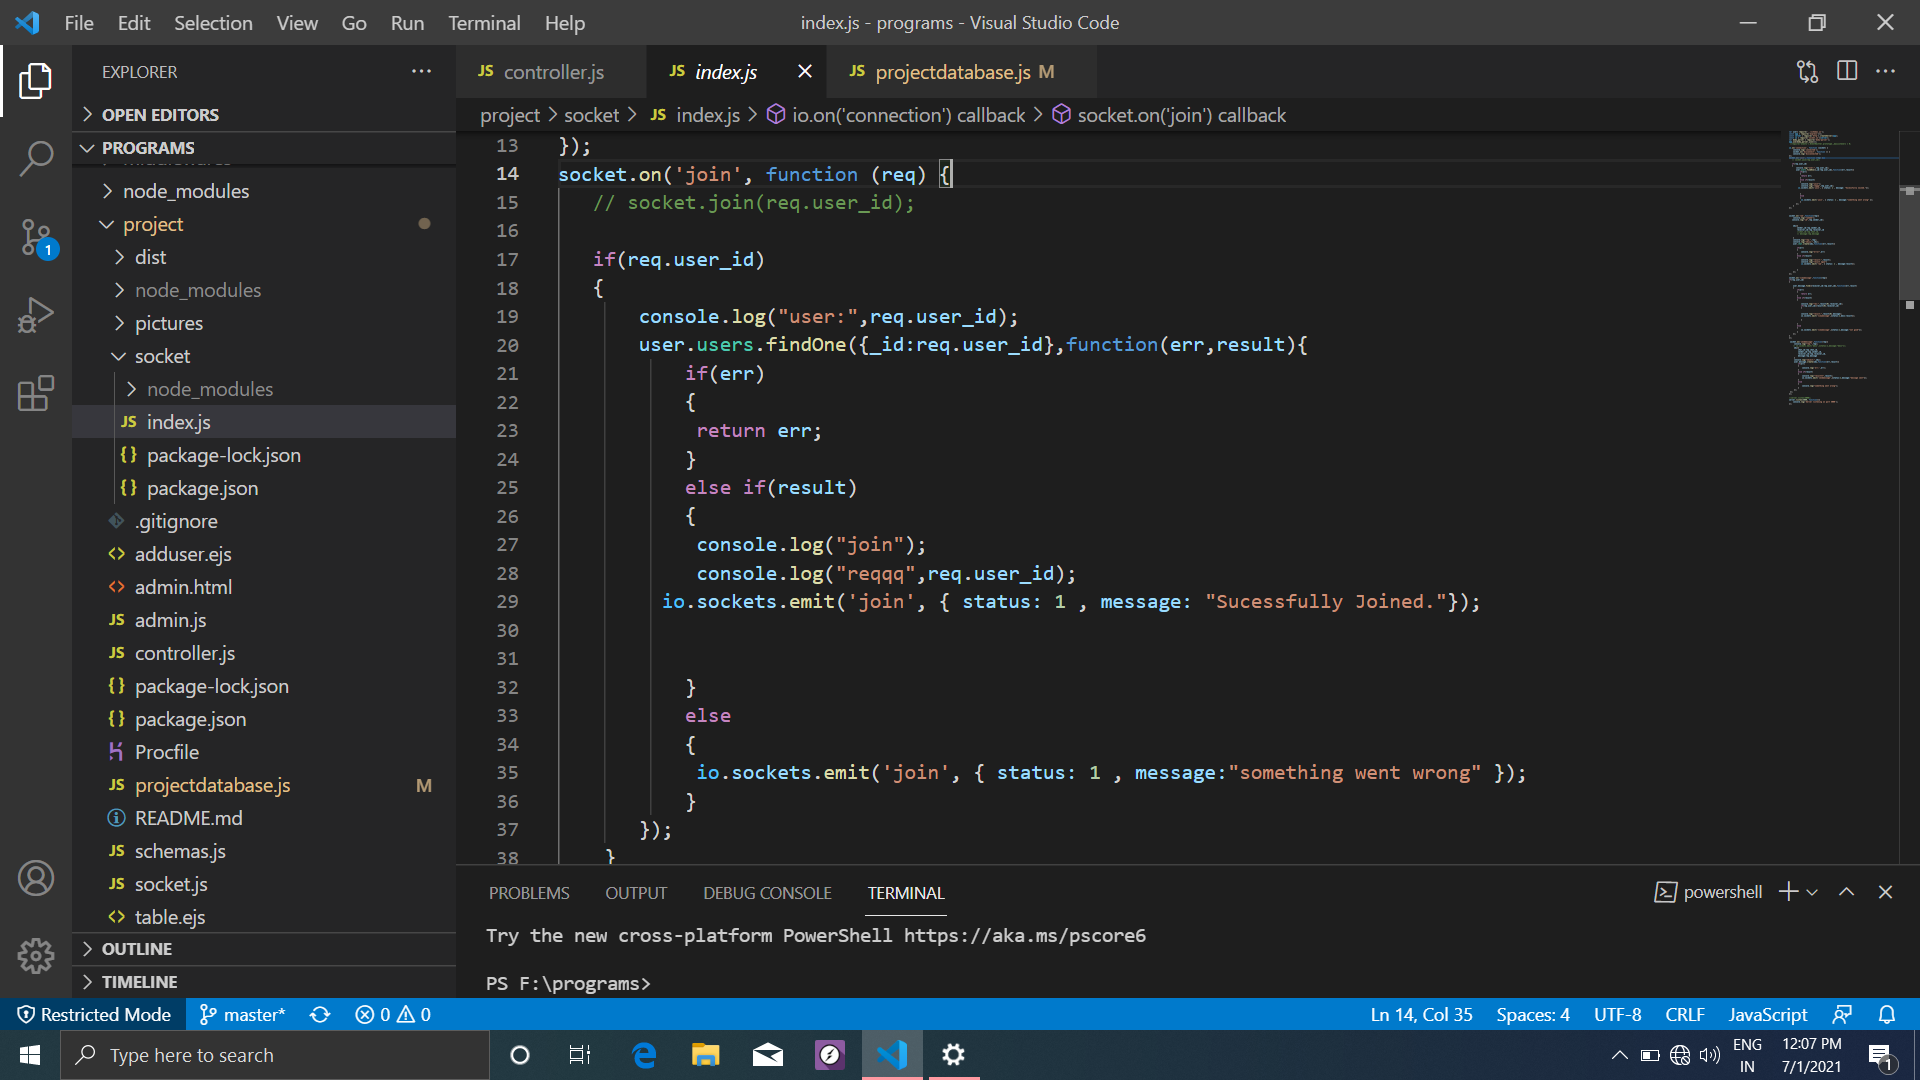 File Edit Selection View Go Run Terminal Help
index.js - programs - Visual Studio Code
EXPLORER
JS controller.js
JS index.js
JS projectdatabase.js M
project > socket > JS index.js > io.on('connection') callback > socket.on('join') callback
OPEN EDITORS
PROGRAMS
node_modules
project
dist
node_modules
pictures
socket
node_modules
JS index.js
{} package-lock.json
{} package.json
.gitignore
<> adduser.ejs
<> admin.html
JS admin.js
JS controller.js
{} package-lock.json
{} package.json
Procfile
JS projectdatabase.js M
README.md
JS schemas.js
JS socket.js
<> table.ejs
OUTLINE
TIMELINE
1
13 });
14 socket.on('join', function (req) {
15 // socket.join(req.user_id);
16
17 if(req.user_id)
18 {
19 console.log("user:",req.user_id);
20 user.users.findOne({_id:req.user_id},function(err,result){
21 if(err)
22 {
23 return err;
24 }
25 else if(result)
26 {
27 console.log("join");
28 console.log("reqqq",req.user_id);
29 io.sockets.emit('join', { status: 1 , message: "Sucessfully Joined."});
30
31
32 }
33 else
34 {
35 io.sockets.emit('join', { status: 1 , message:"something went wrong" });
36 }
37 });
38 }
PROBLEMS OUTPUT DEBUG CONSOLE TERMINAL
powershell
Try the new cross-platform PowerShell https://aka.ms/pscore6
PS F:\programs>
Restricted Mode master* 0 0
Ln 14, Col 35 Spaces: 4 UTF-8 CRLF JavaScript
Type here to search
ENG
IN
12:07 PM
7/1/2021
1